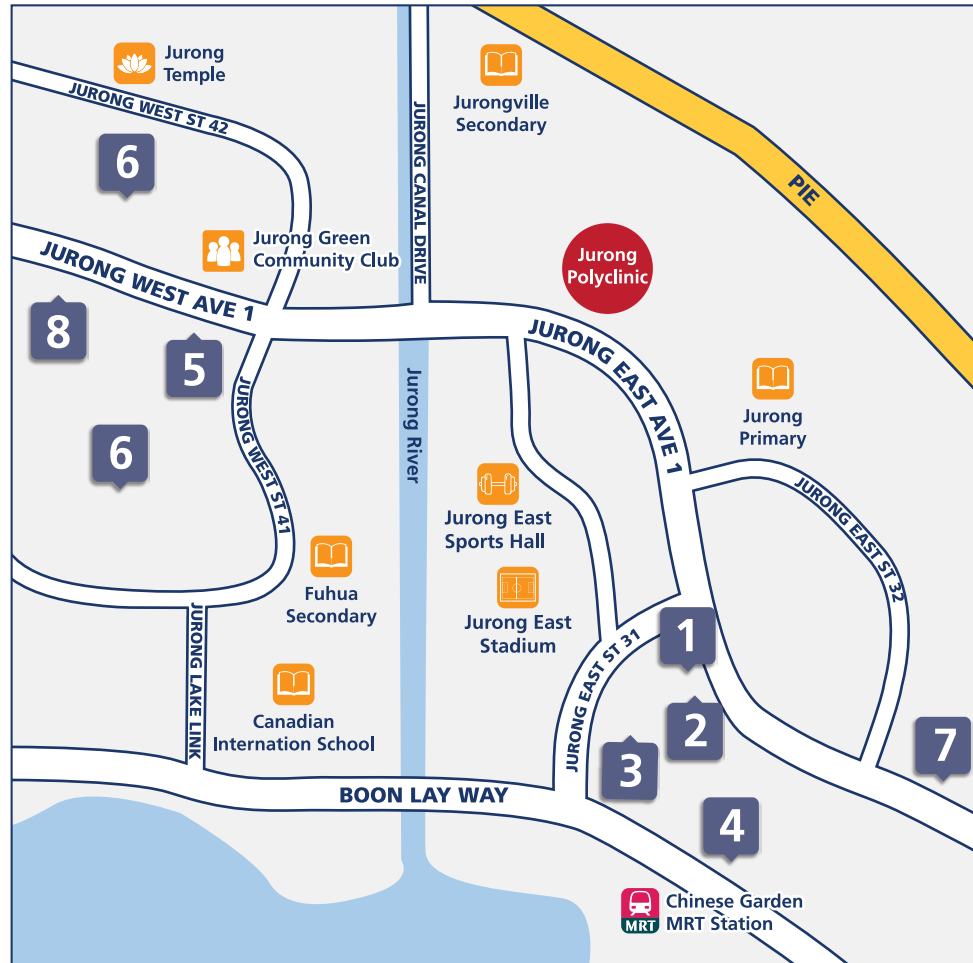 Jurong
Temple
JURONG WEST ST 42
6
Jurong Green
Community Club
JURONG CANAL DRIVE
Jurongville
Secondary
PIE
Jurong
Polyclinic
JURONG WEST AVE 1
8
5
6
JURONG WEST ST 41
Jurong River
JURONG EAST AVE 1
Jurong
Primary
JURONG EAST ST 32
Jurong East
Sports Hall
Fuhua
Secondary
Jurong East
Stadium
JURONG LAKE LINK
Canadian
Internation School
JURONG EAST ST 31
1
2
3
7
4
BOON LAY WAY
MRT
Chinese Garden
MRT Station